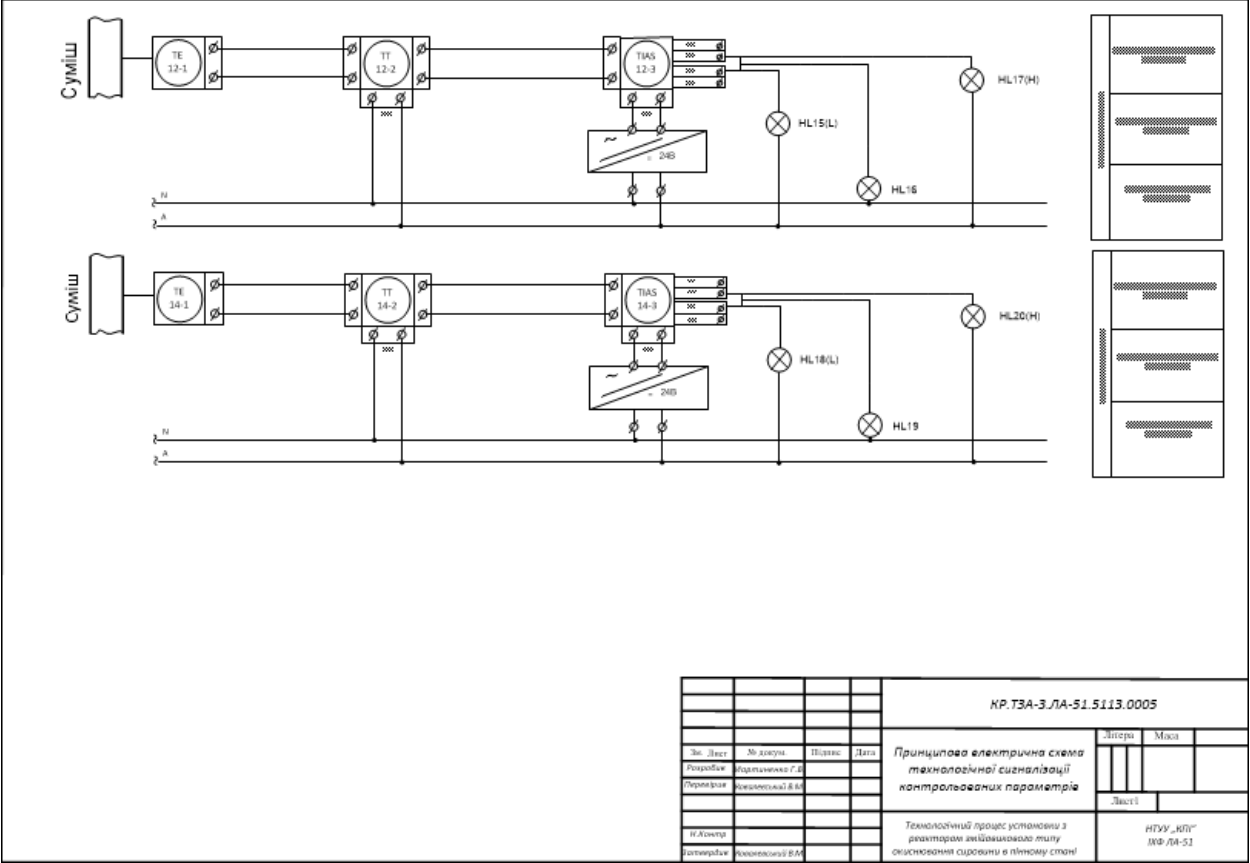 Суміш
TE
12-1
TT
12-2
TIAS
12-3
HL17(H)
HL15(L)
24В
HL16
N
A
Суміш
TE
14-1
TT
14-2
TIAS
14-3
HL20(H)
HL18(L)
24В
HL19
N
A
КР.ТЗА-3.ЛА-51.5113.0005
Зм. Лист № докум. Підпис Дата
Розробив Мартиненко Г.В
Перевірив Ковалевський В.М
Н.Контр
Затвердив Ковалевський В.М
Принципова електрична схема
технологічної сигналізації
контрольованих параметрів
Літера Маса
Лист1
Технологічний процес установки з
реактором змійовикового типу
окиснювання сировини в пінному стані
НТУУ „КПІ"
ІХФ ЛА-51